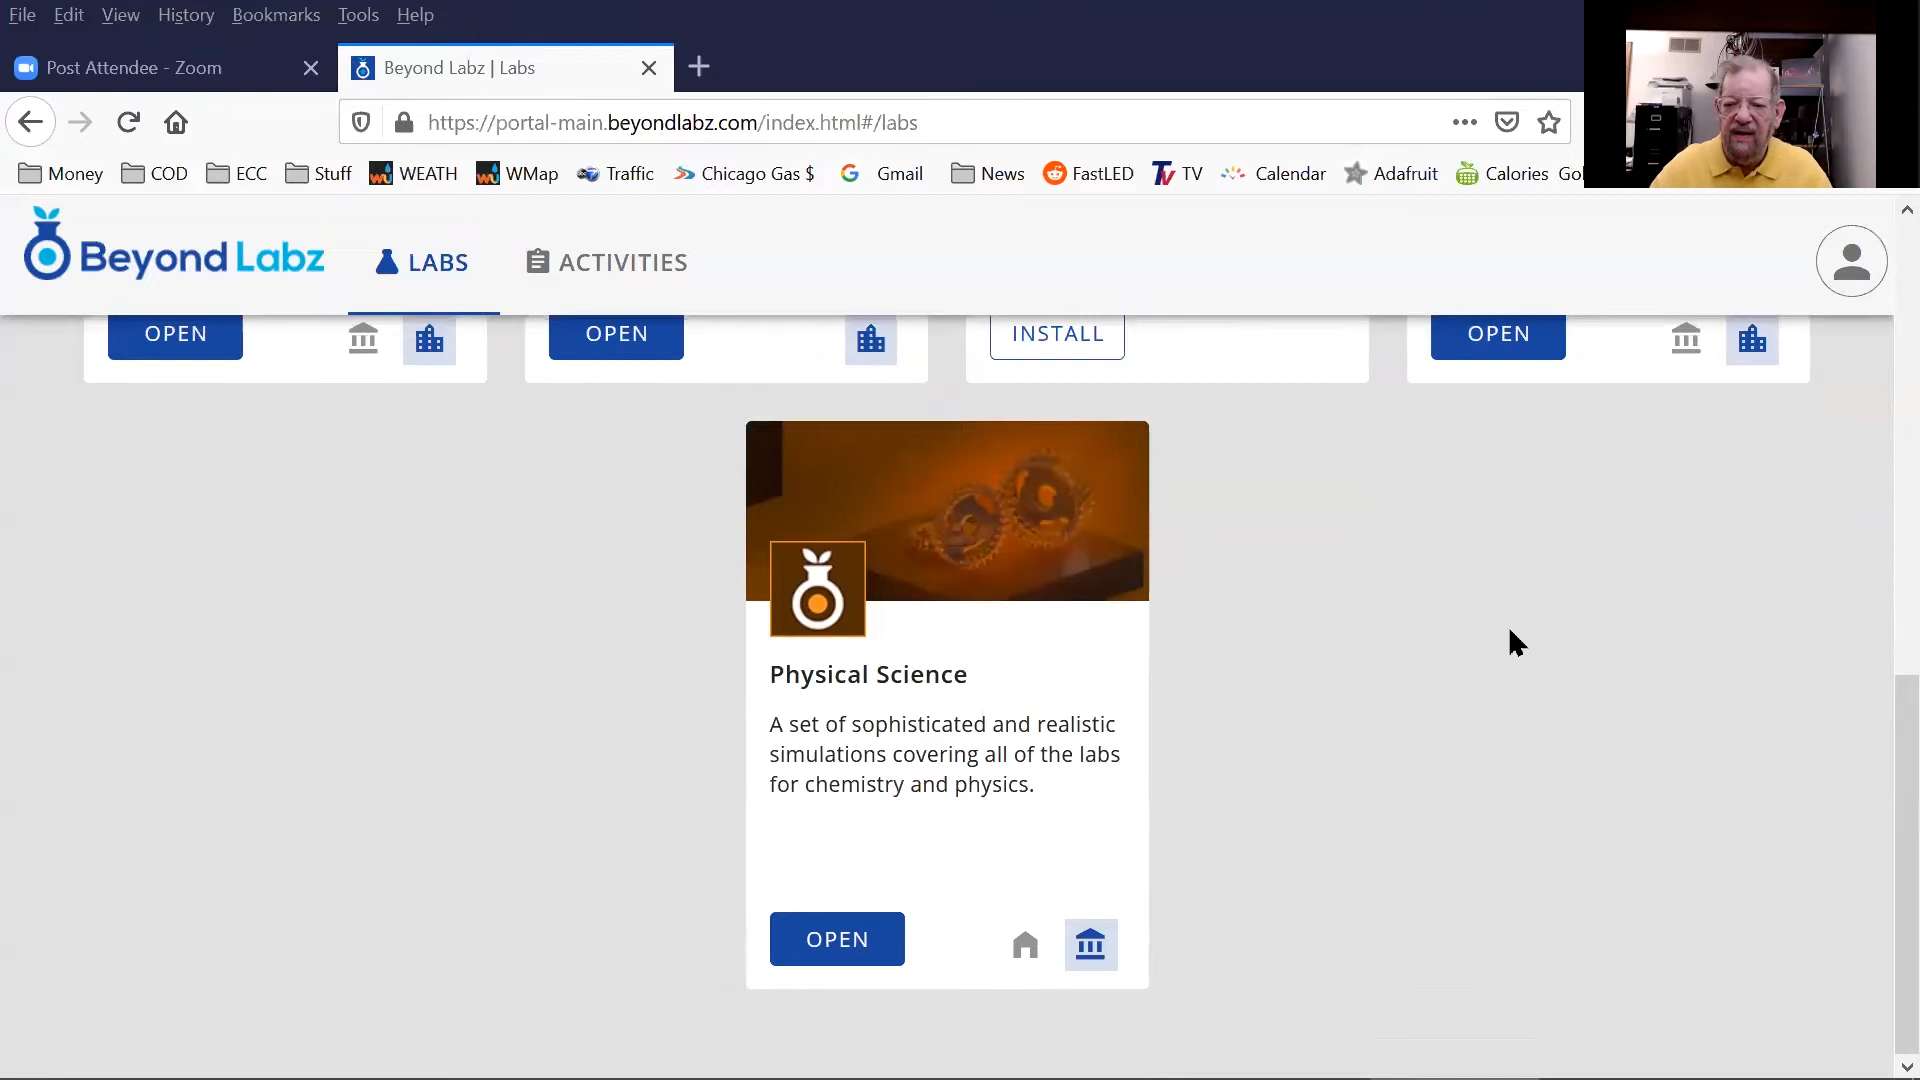 File Edit View History Bookmarks Tools Help
Post Attendee - Zoom
Beyond Labz | Labs
https://portal-main.beyondlabz.com/index.html#/labs
Money COD ECC Stuff WEATH WMap Traffic Chicago Gas $ Gmail News FastLED TV Calendar Adafruit Calories
Beyond Labz LABS ACTIVITIES
OPEN OPEN INSTALL OPEN
Physical Science
A set of sophisticated and realistic
simulations covering all of the labs
for chemistry and physics.
OPEN